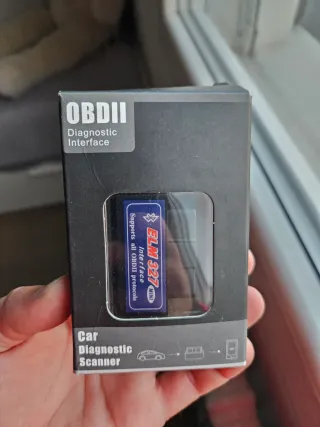 OBDII
Diagnostic
Interface
ELM 327
Interface
Supports all OBDII protocols
Car
Diagnostic
Scanner